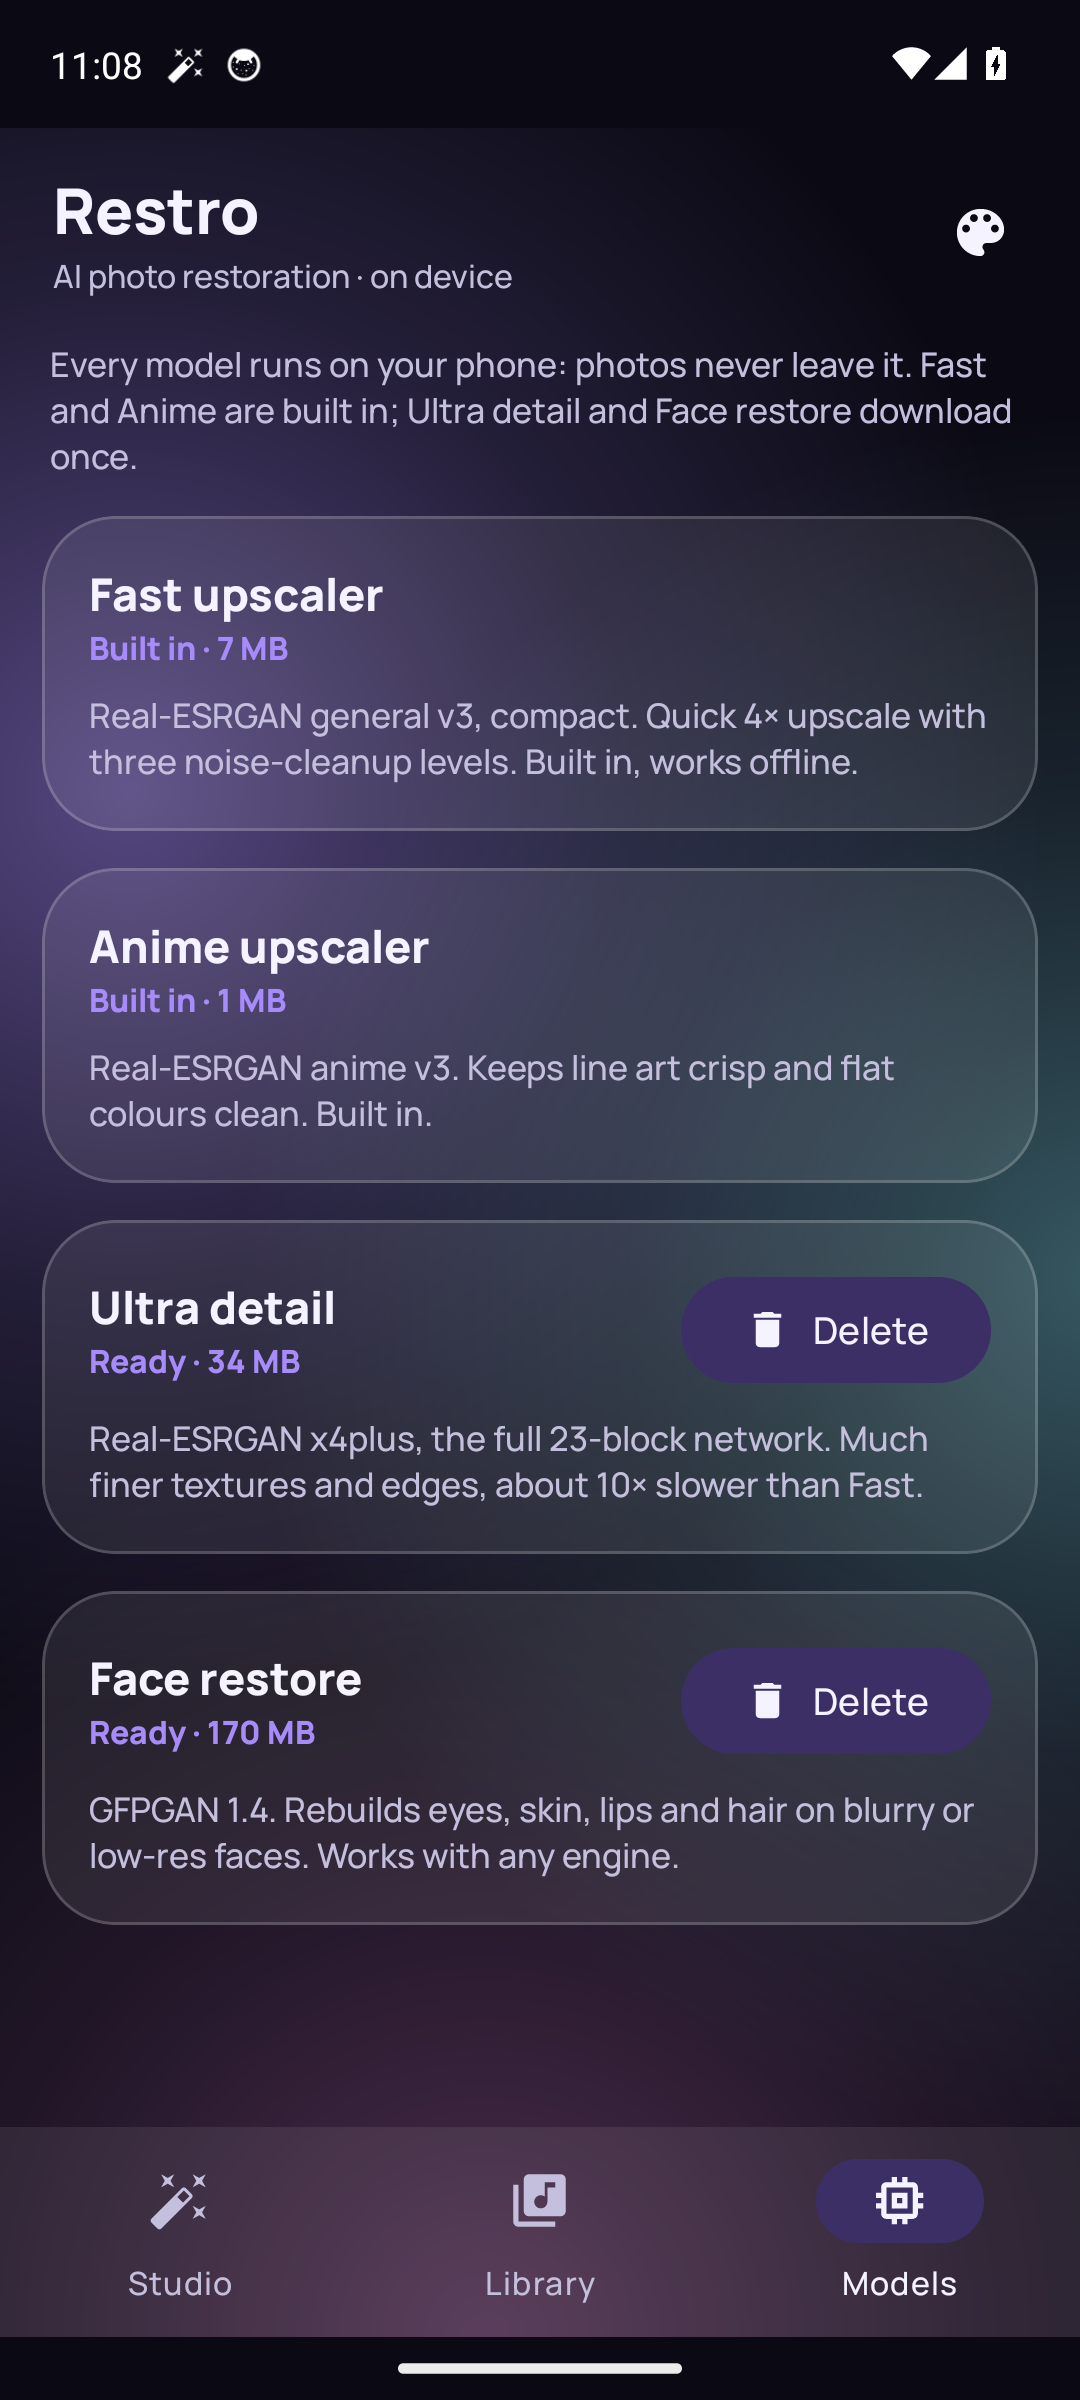 11:08
Restro
AI photo restoration · on device
Every model runs on your phone: photos never leave it. Fast
and Anime are built in; Ultra detail and Face restore download
once.
Fast upscaler
Built in · 7 MB
Real-ESRGAN general v3, compact. Quick 4× upscale with
three noise-cleanup levels. Built in, works offline.
Anime upscaler
Built in · 1 MB
Real-ESRGAN anime v3. Keeps line art crisp and flat
colours clean. Built in.
Ultra detail
Ready · 34 MB
Delete
Real-ESRGAN x4plus, the full 23-block network. Much
finer textures and edges, about 10× slower than Fast.
Face restore
Ready · 170 MB
Delete
GFPGAN 1.4. Rebuilds eyes, skin, lips and hair on blurry or
low-res faces. Works with any engine.
Studio
Library
Models